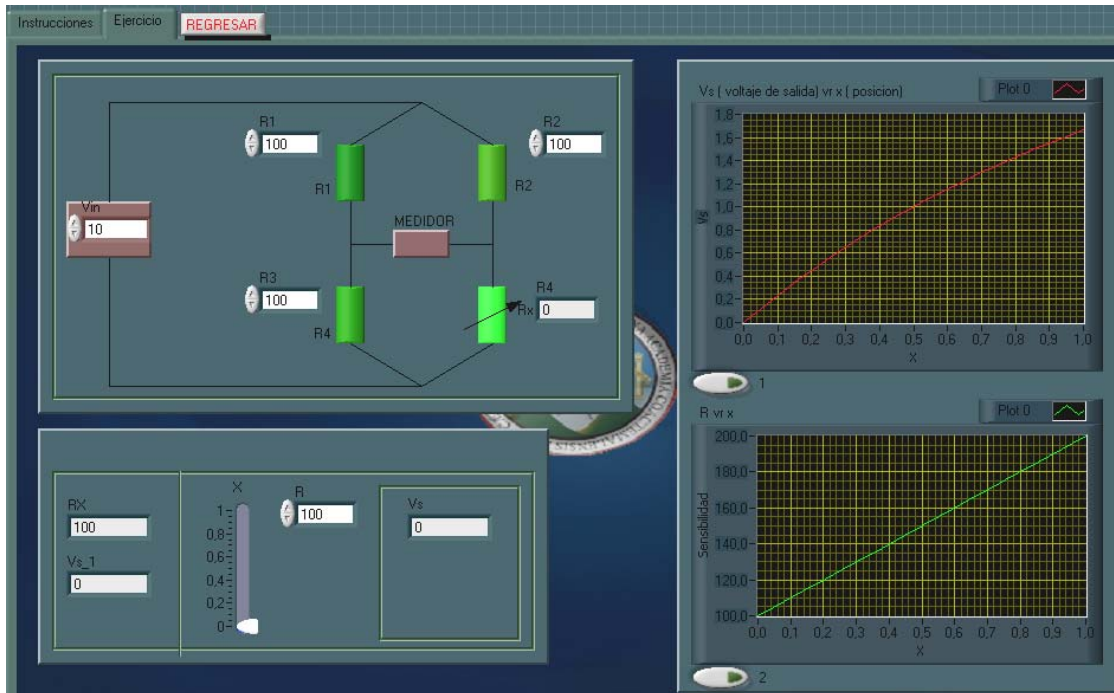 Instrucciones
Ejercicio
REGRESAR
R1
100
R2
100
R1
R2
Vin
10
MEDIDOR
R3
100
R4
Rx
R4
0
RX
100
Vs_1
0
X
1
0,8
0,6
0,4
0,2
0
R
100
Vs
0
Vs ( voltaje de salida) vr x ( posicion)
Plot 0
1,8
1,6
1,4
1,2
1,0
0,8
0,6
0,4
0,2
0,0
Vs
0,0 0,1 0,2 0,3 0,4 0,5 0,6 0,7 0,8 0,9 1,0
X
1
R vr x
Plot 0
200,0
180,0
160,0
140,0
120,0
100,0
Sensibilidad
0,0 0,1 0,2 0,3 0,4 0,5 0,6 0,7 0,8 0,9 1,0
X
2